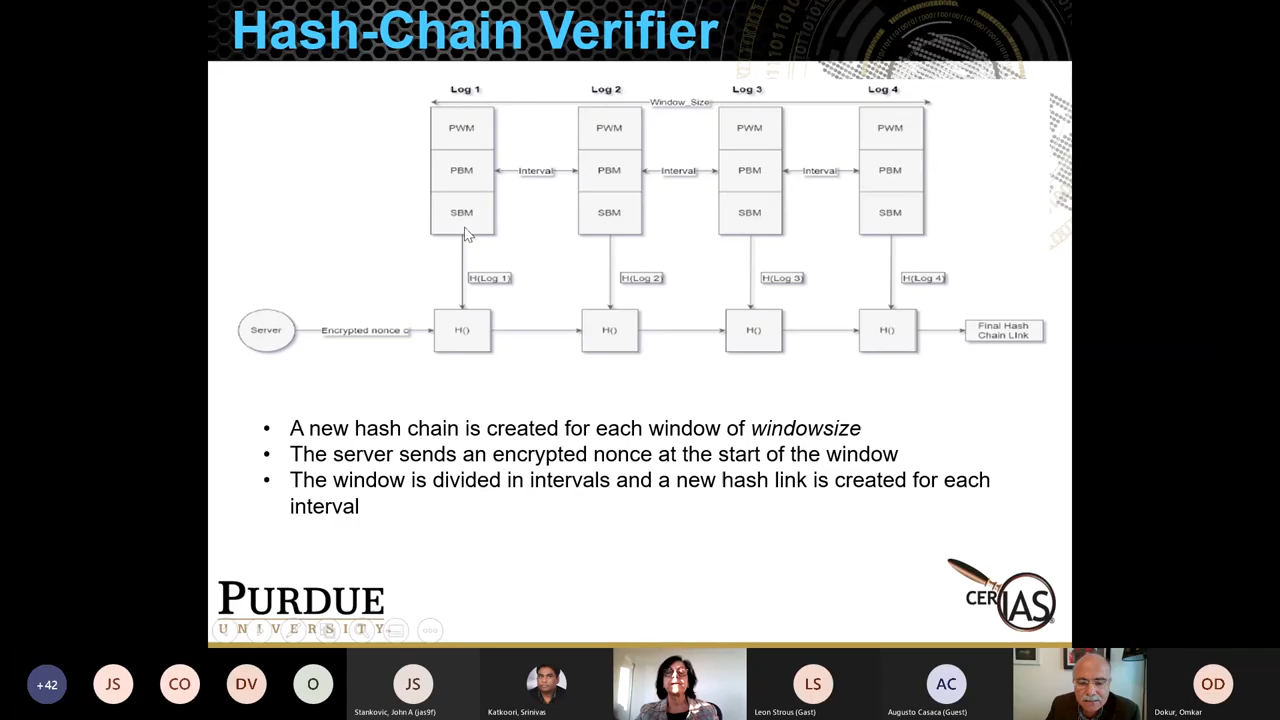 Hash-Chain Verifier
Log 1 Log 2 Log 3 Log 4
Window_Size
PWM PWM PWM PWM
PBM Interval PBM Interval PBM Interval PBM
SBM SBM SBM SBM
H(Log 1) H(Log 2) H(Log 3) H(Log 4)
Server Encrypted nonce c H() H() H() H() Final Hash
Chain Link
• A new hash chain is created for each window of windowsize
• The server sends an encrypted nonce at the start of the window
• The window is divided in intervals and a new hash link is created for each
interval
PURDUE
UNIVERSITY
CERIAS
+42 JS CO DV O JS LS AC OD
Stankovic, John A (jas9f) Katkoori, Srinivas Leon Strous (Gast) Augusto Casaca (Guest) Dokur, Omkar